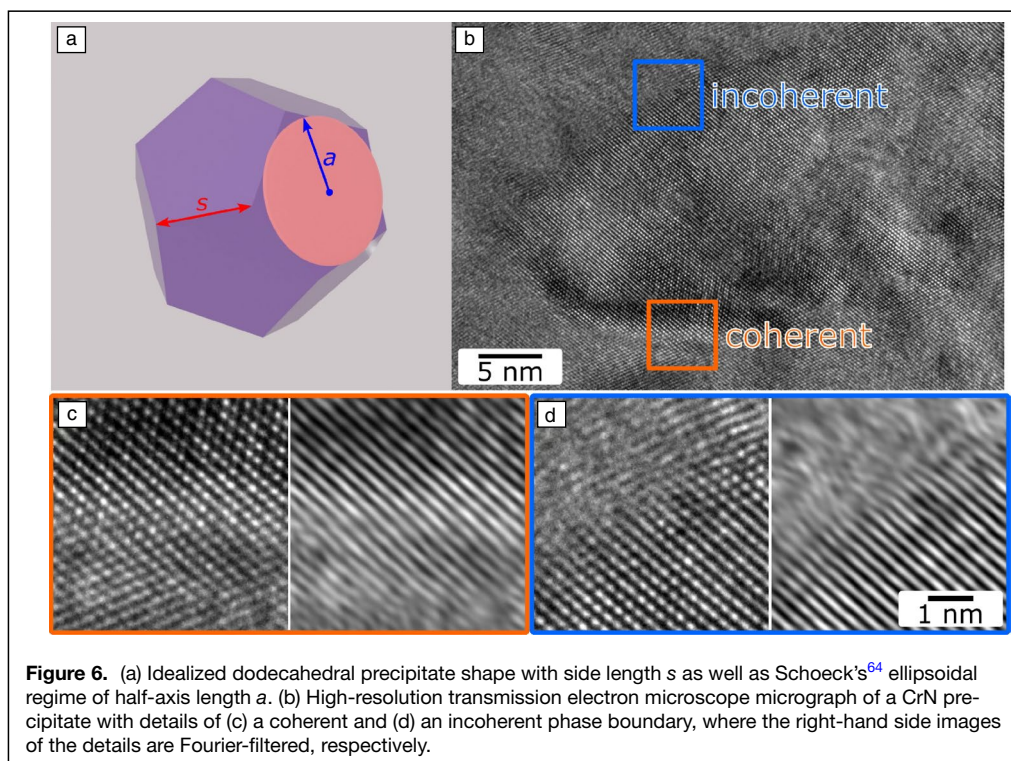 a
b
incoherent
a
s
coherent
5 nm
c
d
1 nm
Figure 6. (a) Idealized dodecahedral precipitate shape with side length s as well as Schoeck's64 ellipsoidal
regime of half-axis length a. (b) High-resolution transmission electron microscope micrograph of a CrN pre-
cipitate with details of (c) a coherent and (d) an incoherent phase boundary, where the right-hand side images
of the details are Fourier-filtered, respectively.